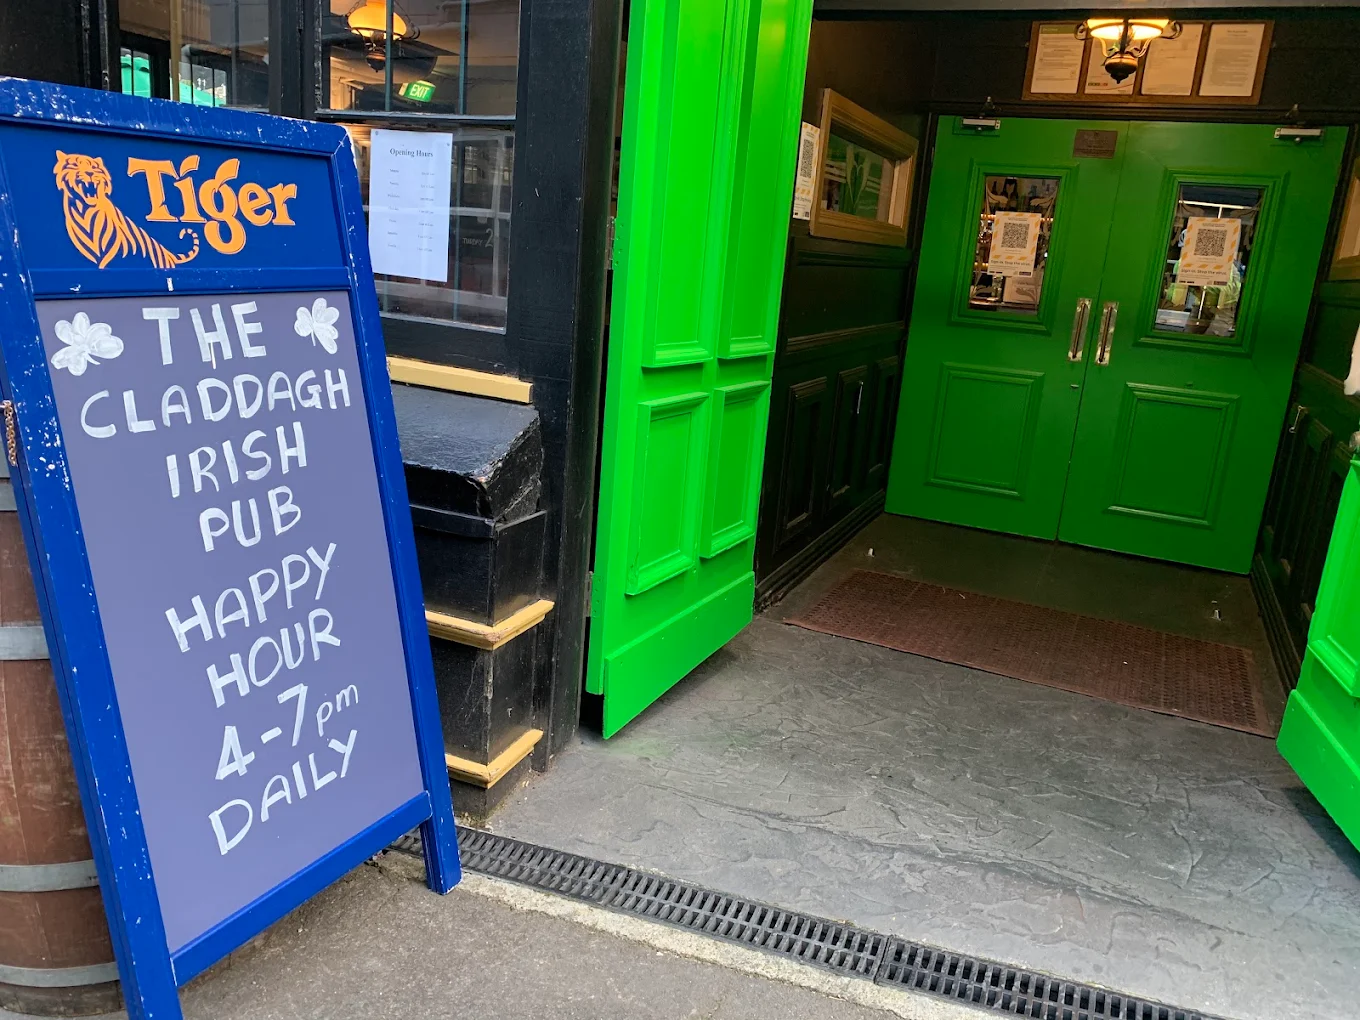 Tiger
THE
CLADDAGH
IRISH
PUB
HAPPY
HOUR
4-7pm
DAILY
Opening Hours
EXIT